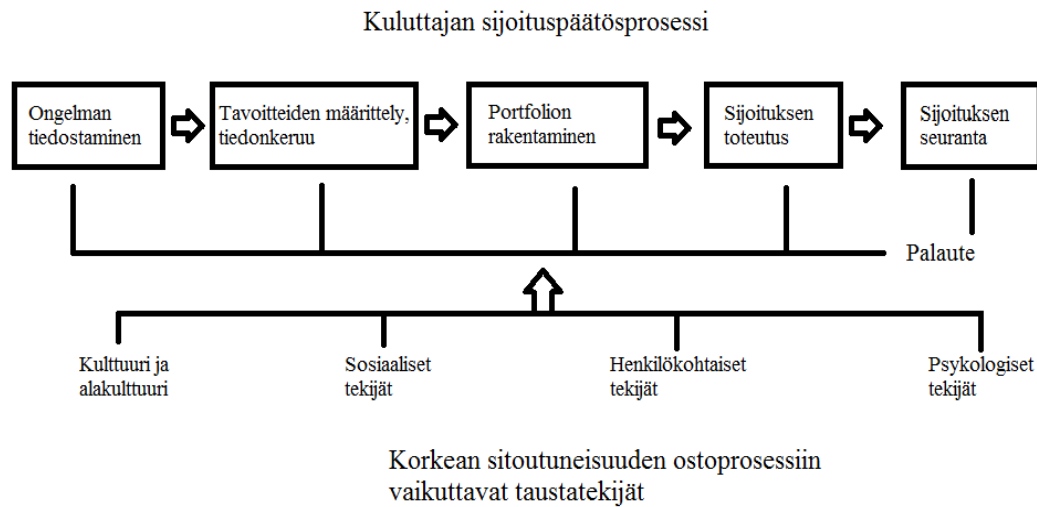 Kuluttajan sijoituspäätösprosessi
Ongelman
tiedostaminen
Tavoitteiden määrittely,
tiedonkeruu
Portfolion
rakentaminen
Sijoituksen
toteutus
Sijoituksen
seuranta
Palaute
Kulttuuri ja
alakulttuuri
Sosiaaliset
tekijät
Henkilökohtaiset
tekijät
Psykologiset
tekijät
Korkean sitoutuneisuuden ostoprosessiin
vaikuttavat taustatekijät